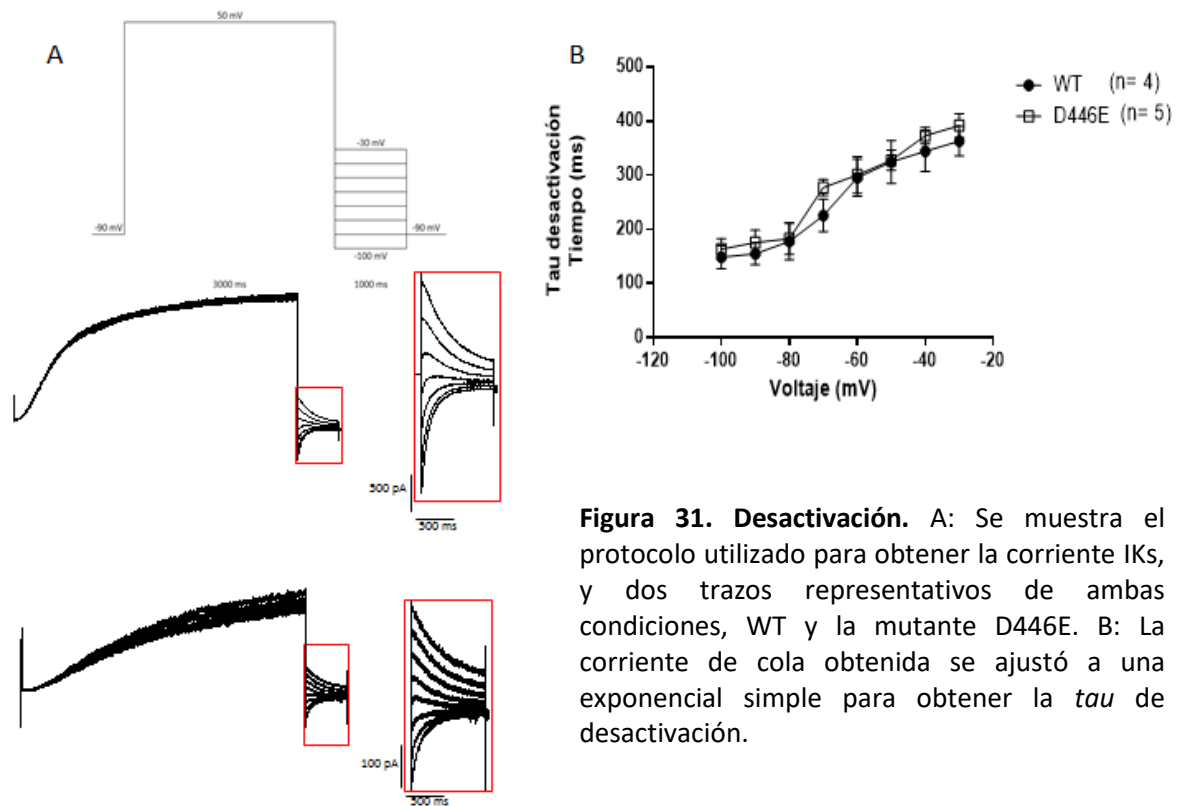 A
50 mV
-30 mV
-90 mV
-90 mV
-100 mV
3000 ms
1000 ms
300 pA
300 ms
100 pA
300 ms
B
Tau desactivación
Tiempo (ms)
500
400
300
200
100
0
-120
-100
-80
-60
-40
-20
Voltaje (mV)
WT (n= 4)
D446E (n= 5)
Figura 31. Desactivación. A: Se muestra el
protocolo utilizado para obtener la corriente IKs,
y dos trazos representativos de ambas
condiciones, WT y la mutante D446E. B: La
corriente de cola obtenida se ajustó a una
exponencial simple para obtener la tau de
desactivación.